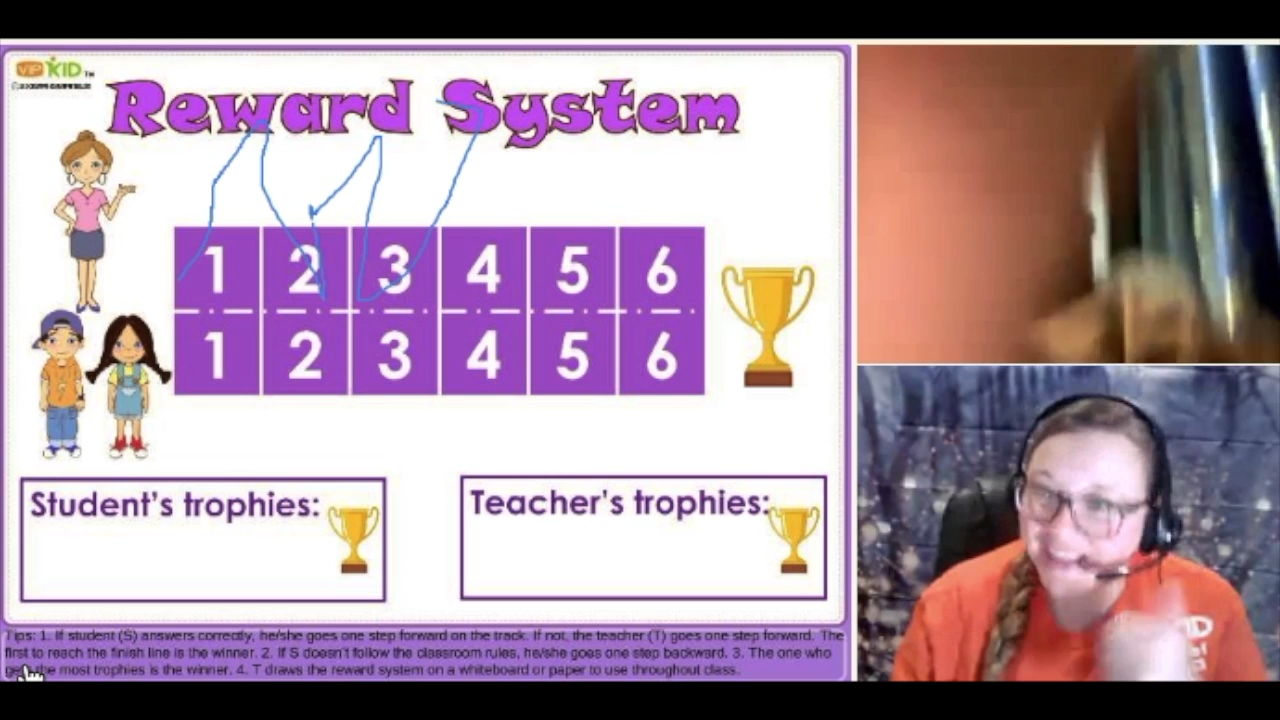 VIP KID TM
Reward System
1 2 3 4 5 6
1 2 3 4 5 6
Student's trophies:
Teacher's trophies:
Tips: 1. If student (S) answers correctly, he/she goes one step forward on the track. If not, the teacher (T) goes one step forward. The
first to reach the finish line is the winner. 2. If S doesn't follow the classroom rules, he/she goes one step backward. 3. The one who
gets the most trophies is the winner. 4. T draws the reward system on a whiteboard or paper to use throughout class.